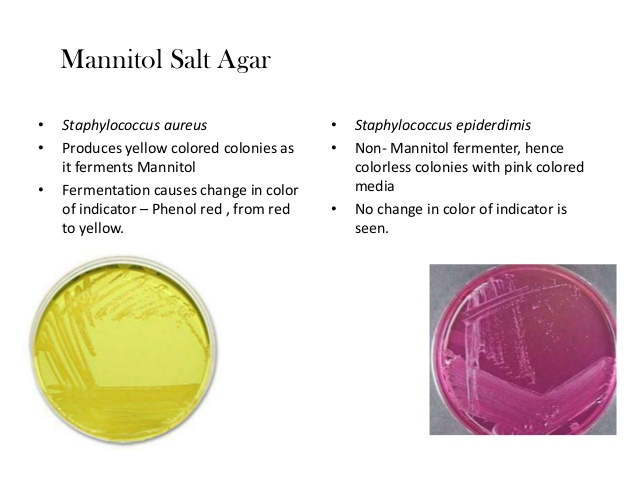 Mannitol Salt Agar
• Staphylococcus aureus
• Produces yellow colored colonies as
it ferments Mannitol
• Fermentation causes change in color
of indicator – Phenol red , from red
to yellow.
• Staphylococcus epiderdimis
• Non- Mannitol fermenter, hence
colorless colonies with pink colored
media
• No change in color of indicator is
seen.